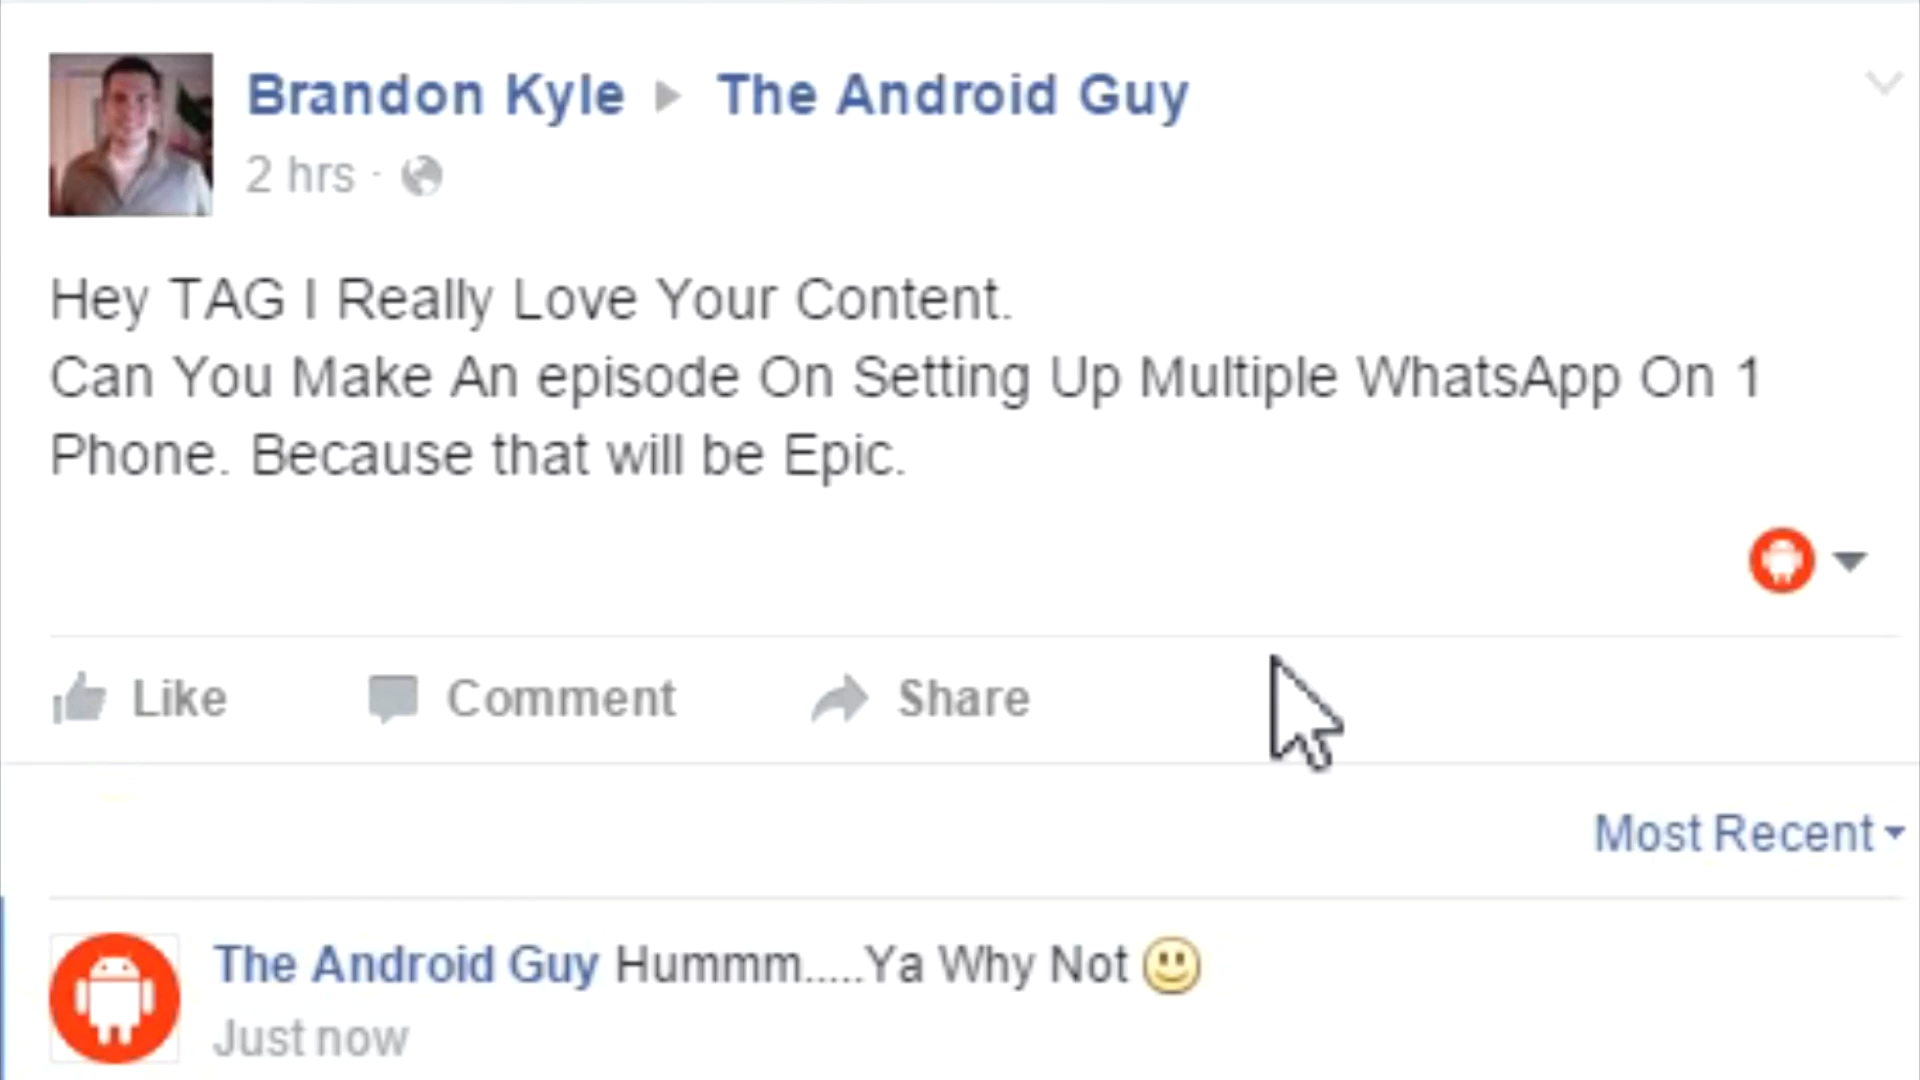 Brandon Kyle ▶ The Android Guy
2 hrs ·
Hey TAG I Really Love Your Content.
Can You Make An episode On Setting Up Multiple WhatsApp On 1
Phone. Because that will be Epic.
Like Comment Share
Most Recent
The Android Guy Hummm.....Ya Why Not
Just now